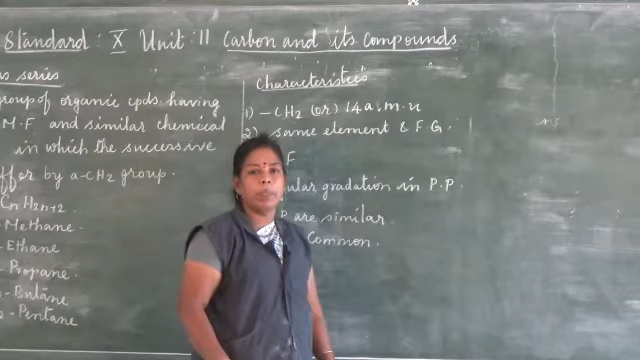 Standard : X Unit : 11 Carbon and its Compounds
series
group of organic cpds. having
M.F and similar chemical
in which the successive
by a -CH2 group.
CnH2n+2
- Methane
- Ethane
- Propane
- Butane
- Pentane
Characteristics
1) -CH2 (or) 14 a.m.u
2) same element & F.G.
F
gradation in P.P.
are similar
Common.